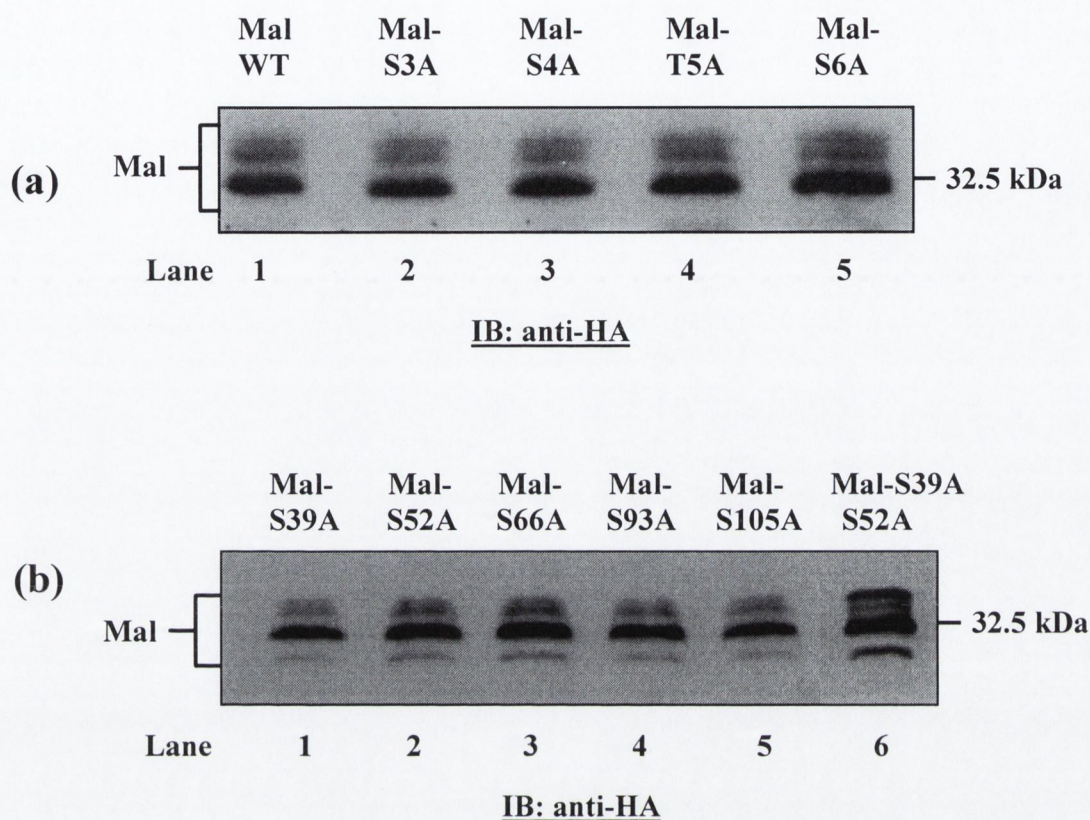 Mal WT Mal-S3A Mal-S4A Mal-T5A Mal-S6A
(a) Mal 32.5 kDa
Lane 1 2 3 4 5
IB: anti-HA
Mal-S39A Mal-S52A Mal-S66A Mal-S93A Mal-S105A Mal-S39A S52A
(b) Mal 32.5 kDa
Lane 1 2 3 4 5 6
IB: anti-HA